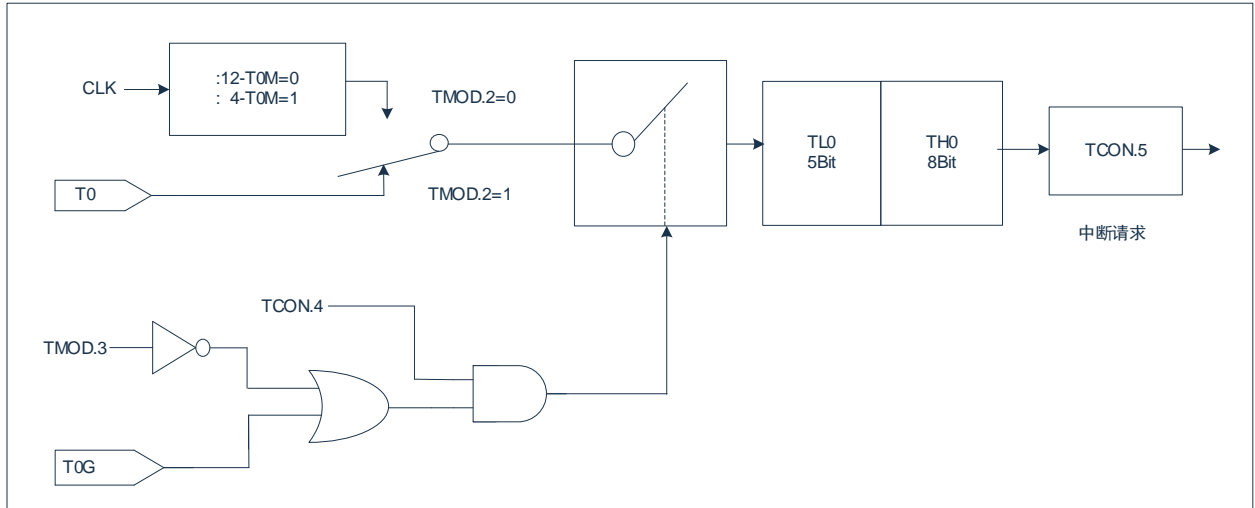 CLK
:12-T0M=0
: 4-T0M=1
TMOD.2=0
T0
TMOD.2=1
TL0
5Bit
TH0
8Bit
TCON.5
中断请求
TCON.4
TMOD.3
T0G